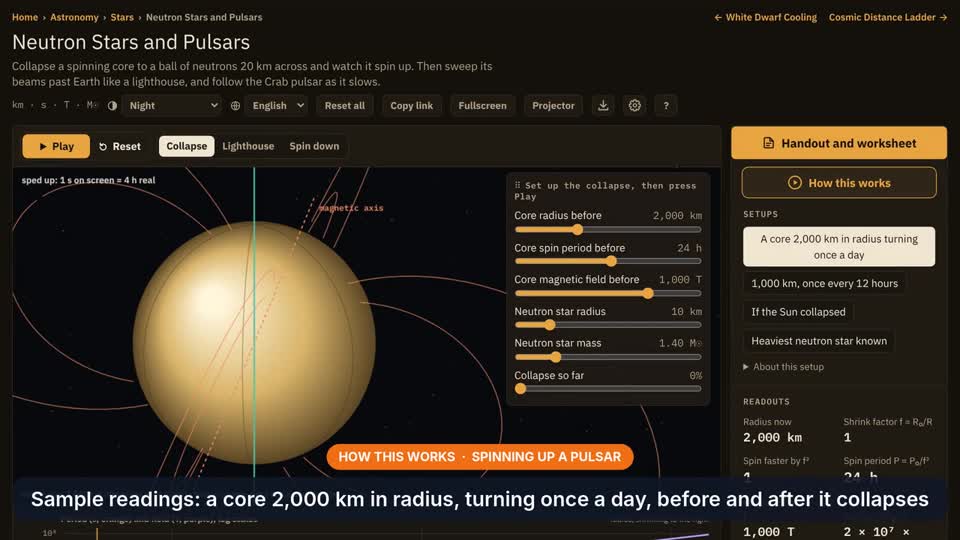 Home › Astronomy › Stars › Neutron Stars and Pulsars
← White Dwarf Cooling Cosmic Distance Ladder →
Neutron Stars and Pulsars
Collapse a spinning core to a ball of neutrons 20 km across and watch it spin up. Then sweep its
beams past Earth like a lighthouse, and follow the Crab pulsar as it slows.
km · s · T · M☉ Night English Reset all Copy link Fullscreen Projector ?
Play Reset Collapse Lighthouse Spin down
sped up: 1 s on screen = 4 h real
magnetic axis
Set up the collapse, then press
Play
Core radius before 2,000 km
Core spin period before 24 h
Core magnetic field before 1,000 T
Neutron star radius 10 km
Neutron star mass 1.40 M☉
Collapse so far 0%
Handout and worksheet
How this works
SETUPS
A core 2,000 km in radius turning
once a day
1,000 km, once every 12 hours
If the Sun collapsed
Heaviest neutron star known
About this setup
READOUTS
Radius now Shrink factor f = R₀/R
2,000 km 1
Spin faster by f² Spin period P = P₀/f²
1 24 h
1,000 T 2 × 10⁷ ×
HOW THIS WORKS · SPINNING UP A PULSAR
Sample readings: a core 2,000 km in radius, turning once a day, before and after it collapses